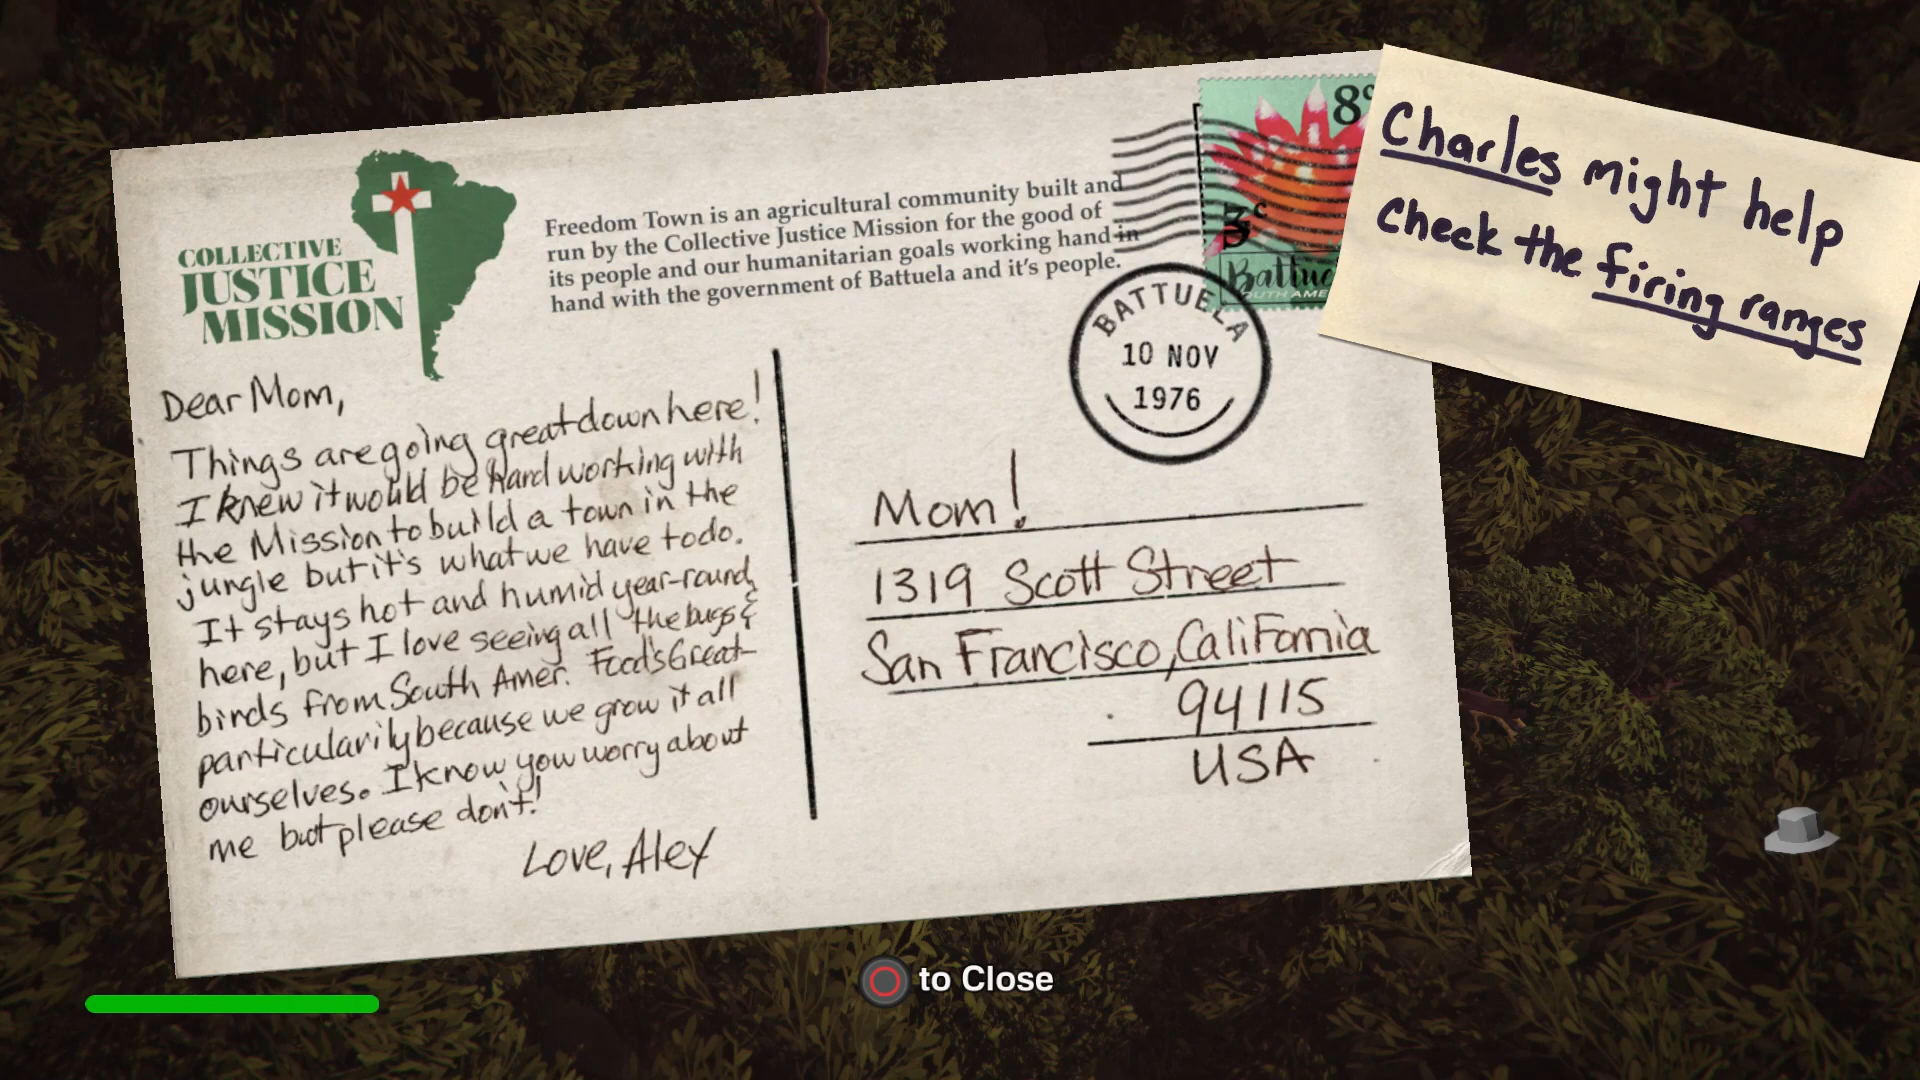 COLLECTIVE
JUSTICE
MISSION
Freedom Town is an agricultural community built and
run by the Collective Justice Mission for the good of
its people and our humanitarian goals working hand in
hand with the government of Battuela and it's people.
8c
3c
BATTUELA
10 NOV
1976
Charles might help
Check the firing ranges
Dear Mom,
Things are going great down here!
I knew it would be hard working with
the Mission to build a town in the
jungle but it's what we have to do.
It stays hot and humid year-round
here, but I love seeing all the bugs &
birds from South Amer. Food's Great-
particularily because we grow it all
ourselves. I know you worry about
me but please don't!
Love, Alex
Mom!
1319 Scott Street
San Francisco, California
94115
USA
to Close